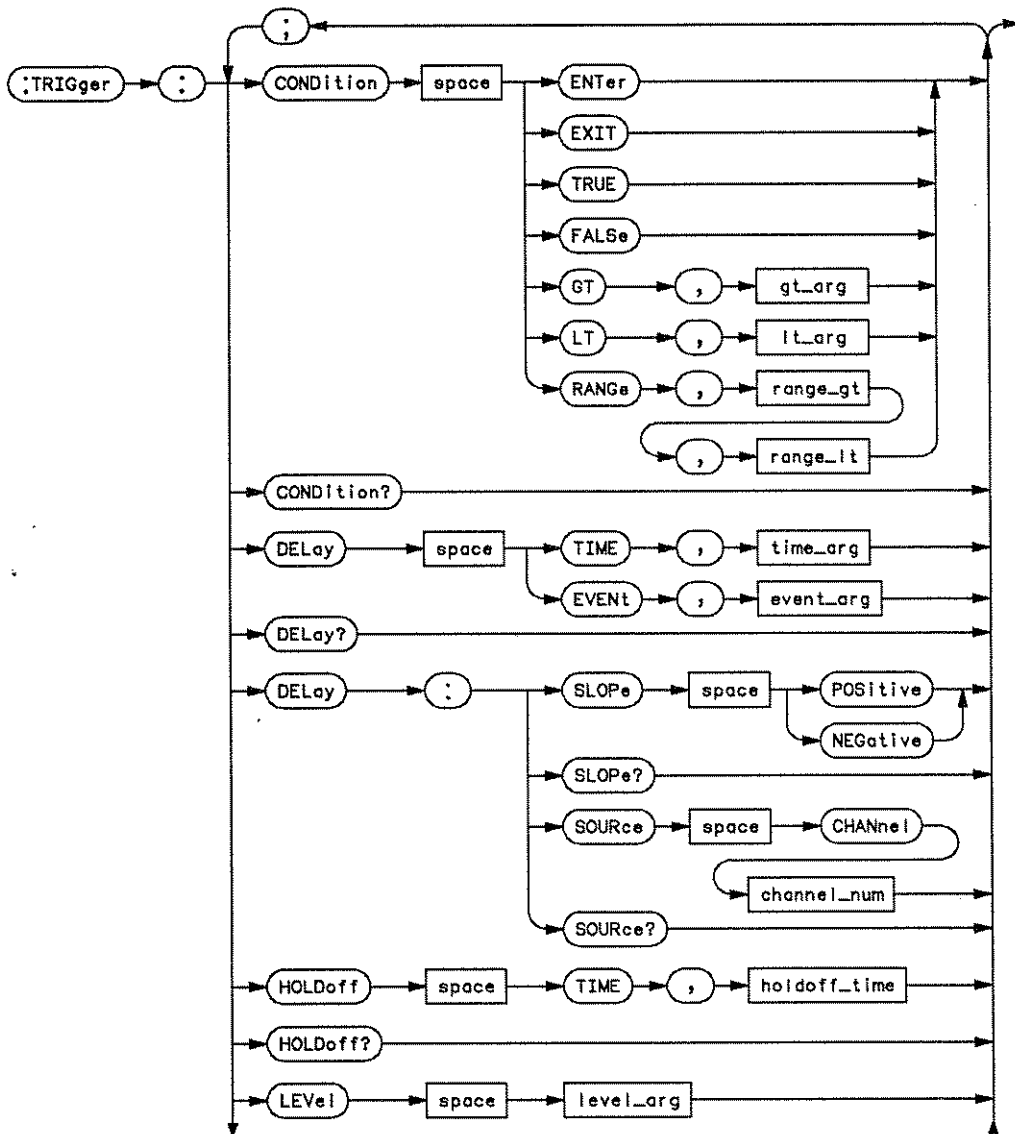 ;
:TRIGger : CONDition space ENTer
EXIT
TRUE
FALSe
GT , gt_arg
LT , lt_arg
RANGe , range_gt
, range_lt
CONDition?
DELay space TIME , time_arg
EVENt , event_arg
DELay?
DELay : SLOPe space POSitive
NEGative
SLOPe?
SOURce space CHANnel
channel_num
SOURce?
HOLDoff space TIME , holdoff_time
HOLDoff?
LEVel space level_arg